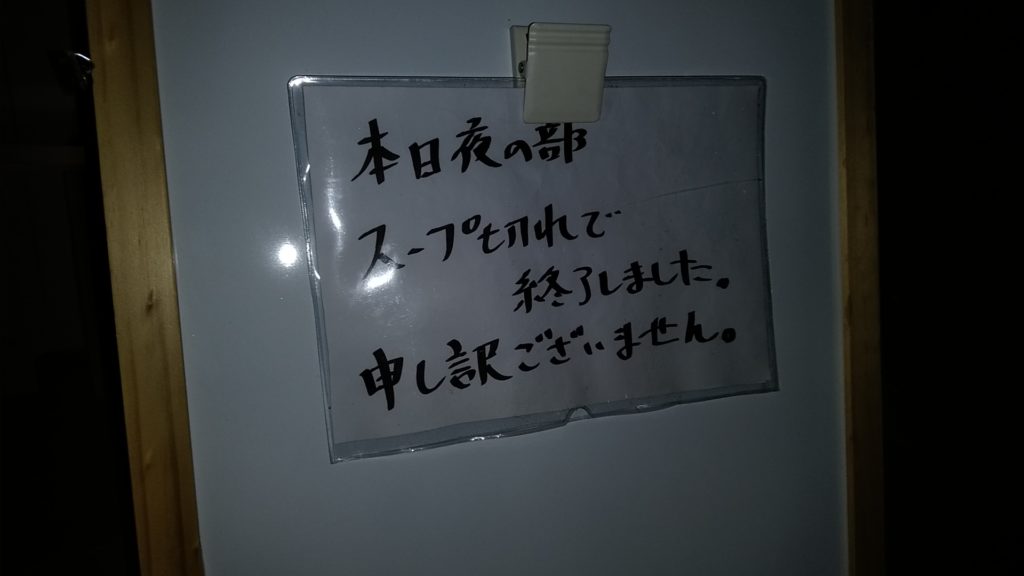 本日夜の部
スープ切れで
終了しました。
申し訳ございません。